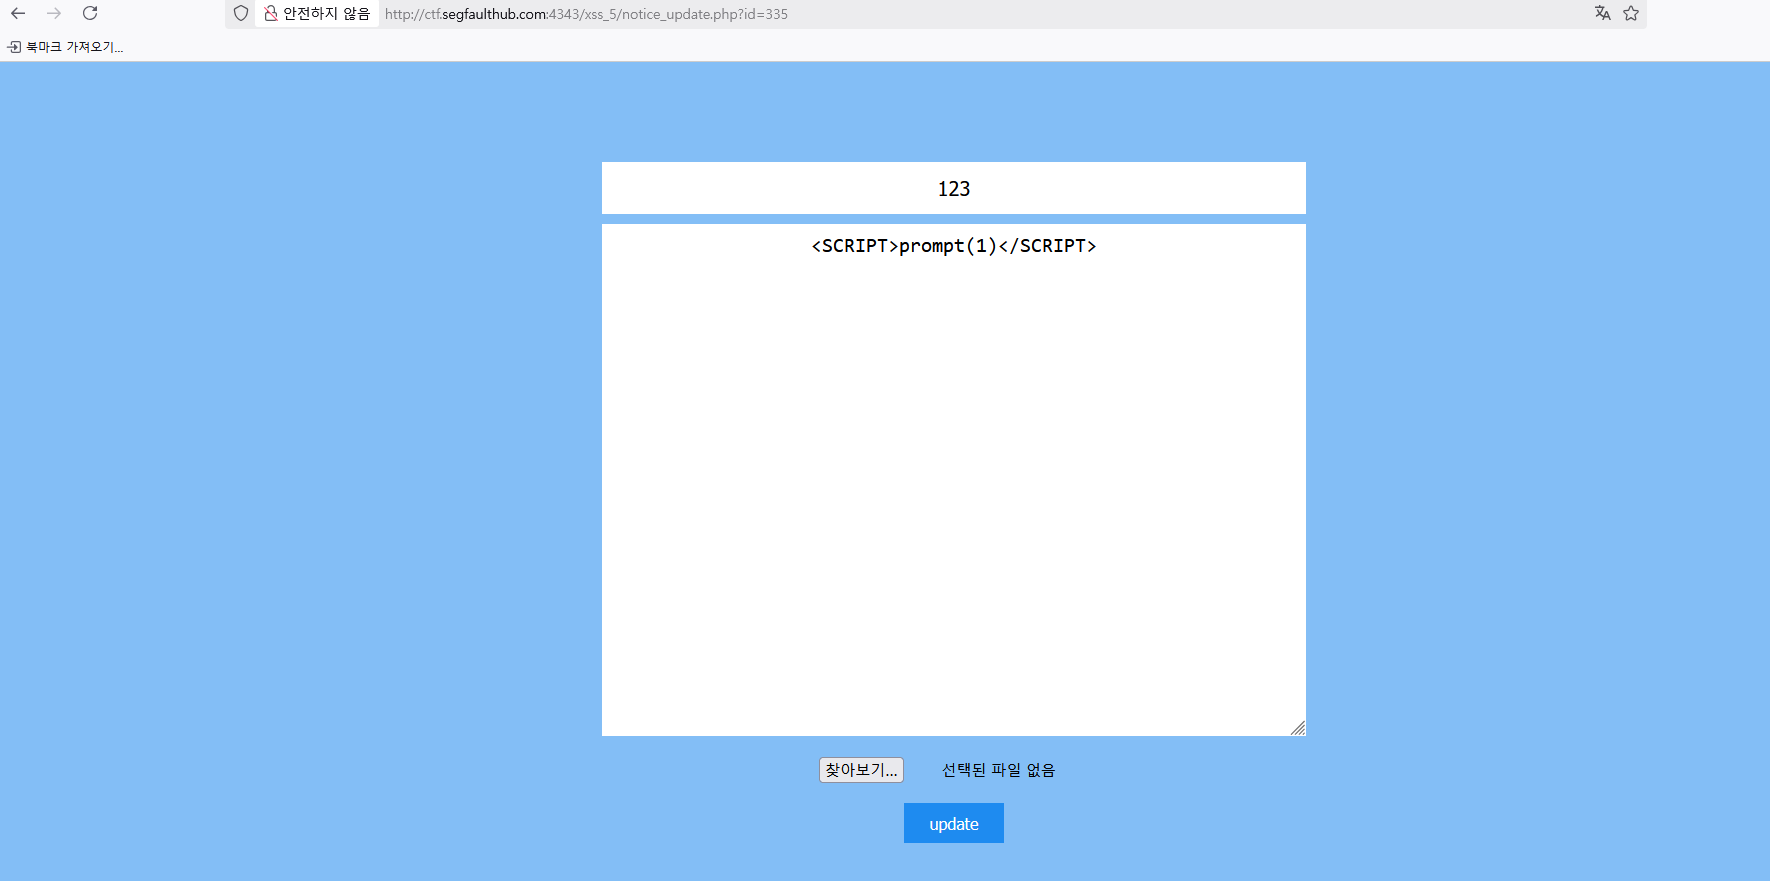 안전하지 않음 http://ctf.segfaulthub.com:4343/xss_5/notice_update.php?id=335
북마크 가져오기...
123
<SCRIPT>prompt(1)</SCRIPT>
찾아보기... 선택된 파일 없음
update